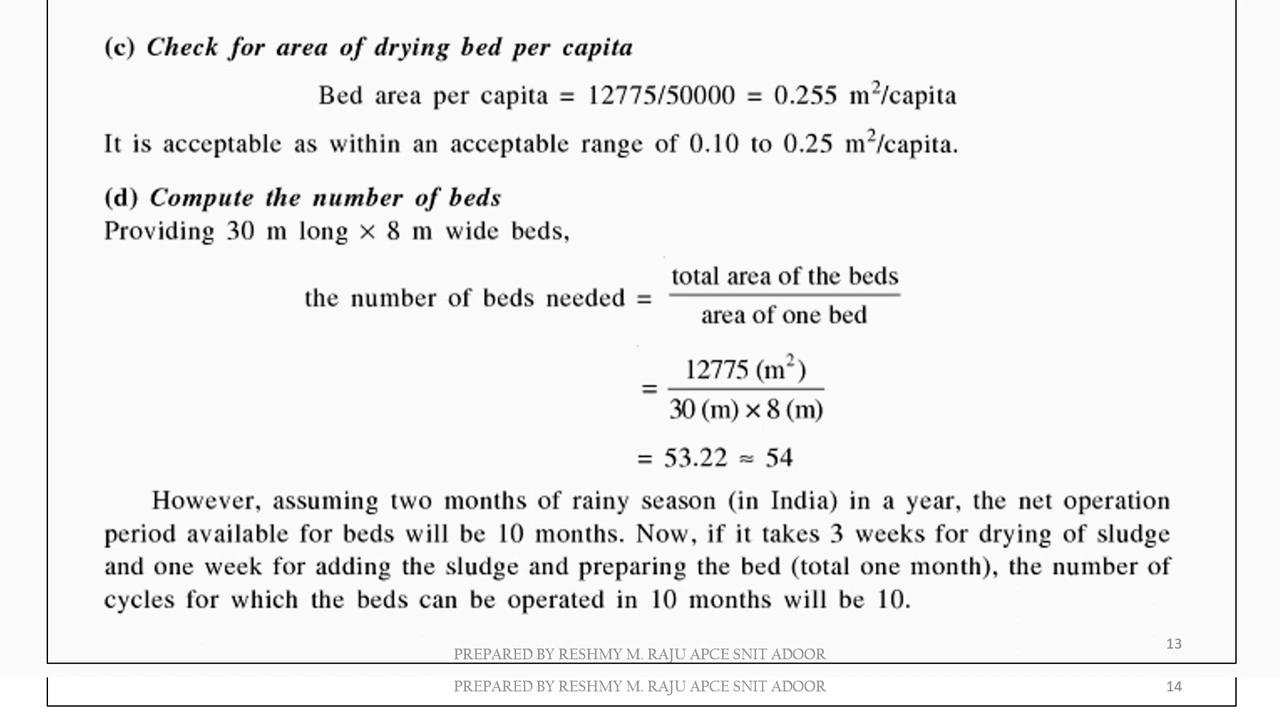 (c) Check for area of drying bed per capita
Bed area per capita = 12775/50000 = 0.255 m²/capita
It is acceptable as within an acceptable range of 0.10 to 0.25 m²/capita.
(d) Compute the number of beds
Providing 30 m long × 8 m wide beds,
the number of beds needed = total area of the beds / area of one bed
= 12775 (m²) / 30 (m) × 8 (m)
= 53.22 ≈ 54
However, assuming two months of rainy season (in India) in a year, the net operation
period available for beds will be 10 months. Now, if it takes 3 weeks for drying of sludge
and one week for adding the sludge and preparing the bed (total one month), the number of
cycles for which the beds can be operated in 10 months will be 10.
PREPARED BY RESHMY M. RAJU APCE SNIT ADOOR 13
PREPARED BY RESHMY M. RAJU APCE SNIT ADOOR 14